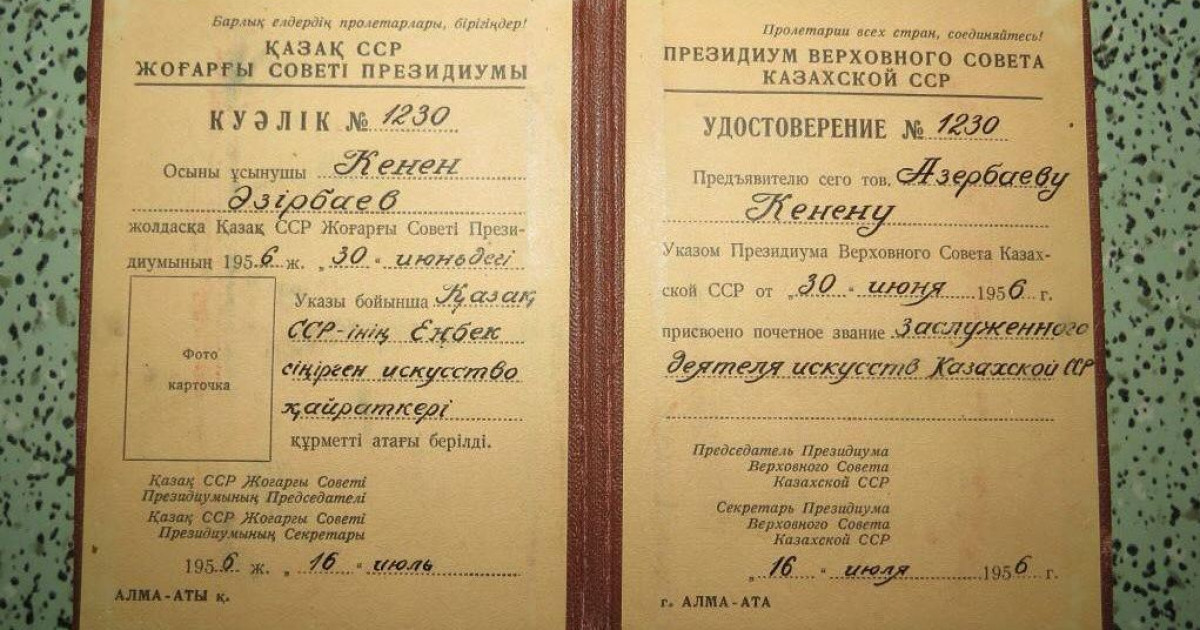 Барлық елдердің пролетарлары, бірігіңдер!
ҚАЗАҚ ССР
ЖОҒАРҒЫ СОВЕТІ ПРЕЗИДИУМЫ
КУӘЛІК № 1230
Осыны ұсынушы Кенен
Әзірбаев
жолдасқа Қазақ ССР Жоғарғы Советі Прези-
диумының 1956 ж. „30“ июньдегі
Указы бойынша Қазақ
ССР-інің Еңбек
сіңірген искусство
қайраткері
құрметті атағы берілді.
Фото
карточка
Қазақ ССР Жоғарғы Советі
Президиумының Председателі
Қазақ ССР Жоғарғы Советі
Президиумының Секретары
1956 ж. „16“ июль
АЛМА-АТЫ қ.
Пролетарии всех стран, соединяйтесь!
ПРЕЗИДИУМ ВЕРХОВНОГО СОВЕТА
КАЗАХСКОЙ ССР
УДОСТОВЕРЕНИЕ № 1230
Предъявителю сего тов. Азербаеву
Кенену
Указом Президиума Верховного Совета Казах-
ской ССР от „30“ июня 1956 г.
присвоено почетное звание Заслуженного
деятеля искусств Казахской ССР
Председатель Президиума
Верховного Совета
Казахской ССР
Секретарь Президиума
Верховного Совета
Казахской ССР
„16“ июля 1956 г.
г. АЛМА-АТА